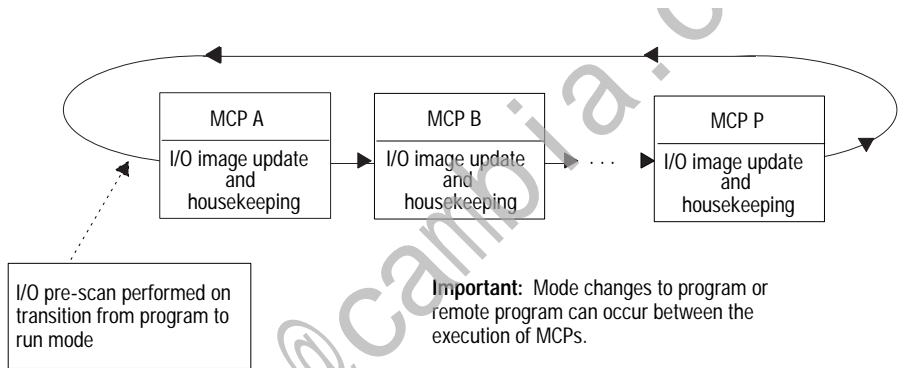 MCP A
I/O image update
and
housekeeping
MCP B
I/O image update
and
housekeeping
. . .
MCP P
I/O image update
and
housekeeping
I/O pre-scan performed on
transition from program to
run mode
Important: Mode changes to program or
remote program can occur between the
execution of MCPs.
@cambia.c